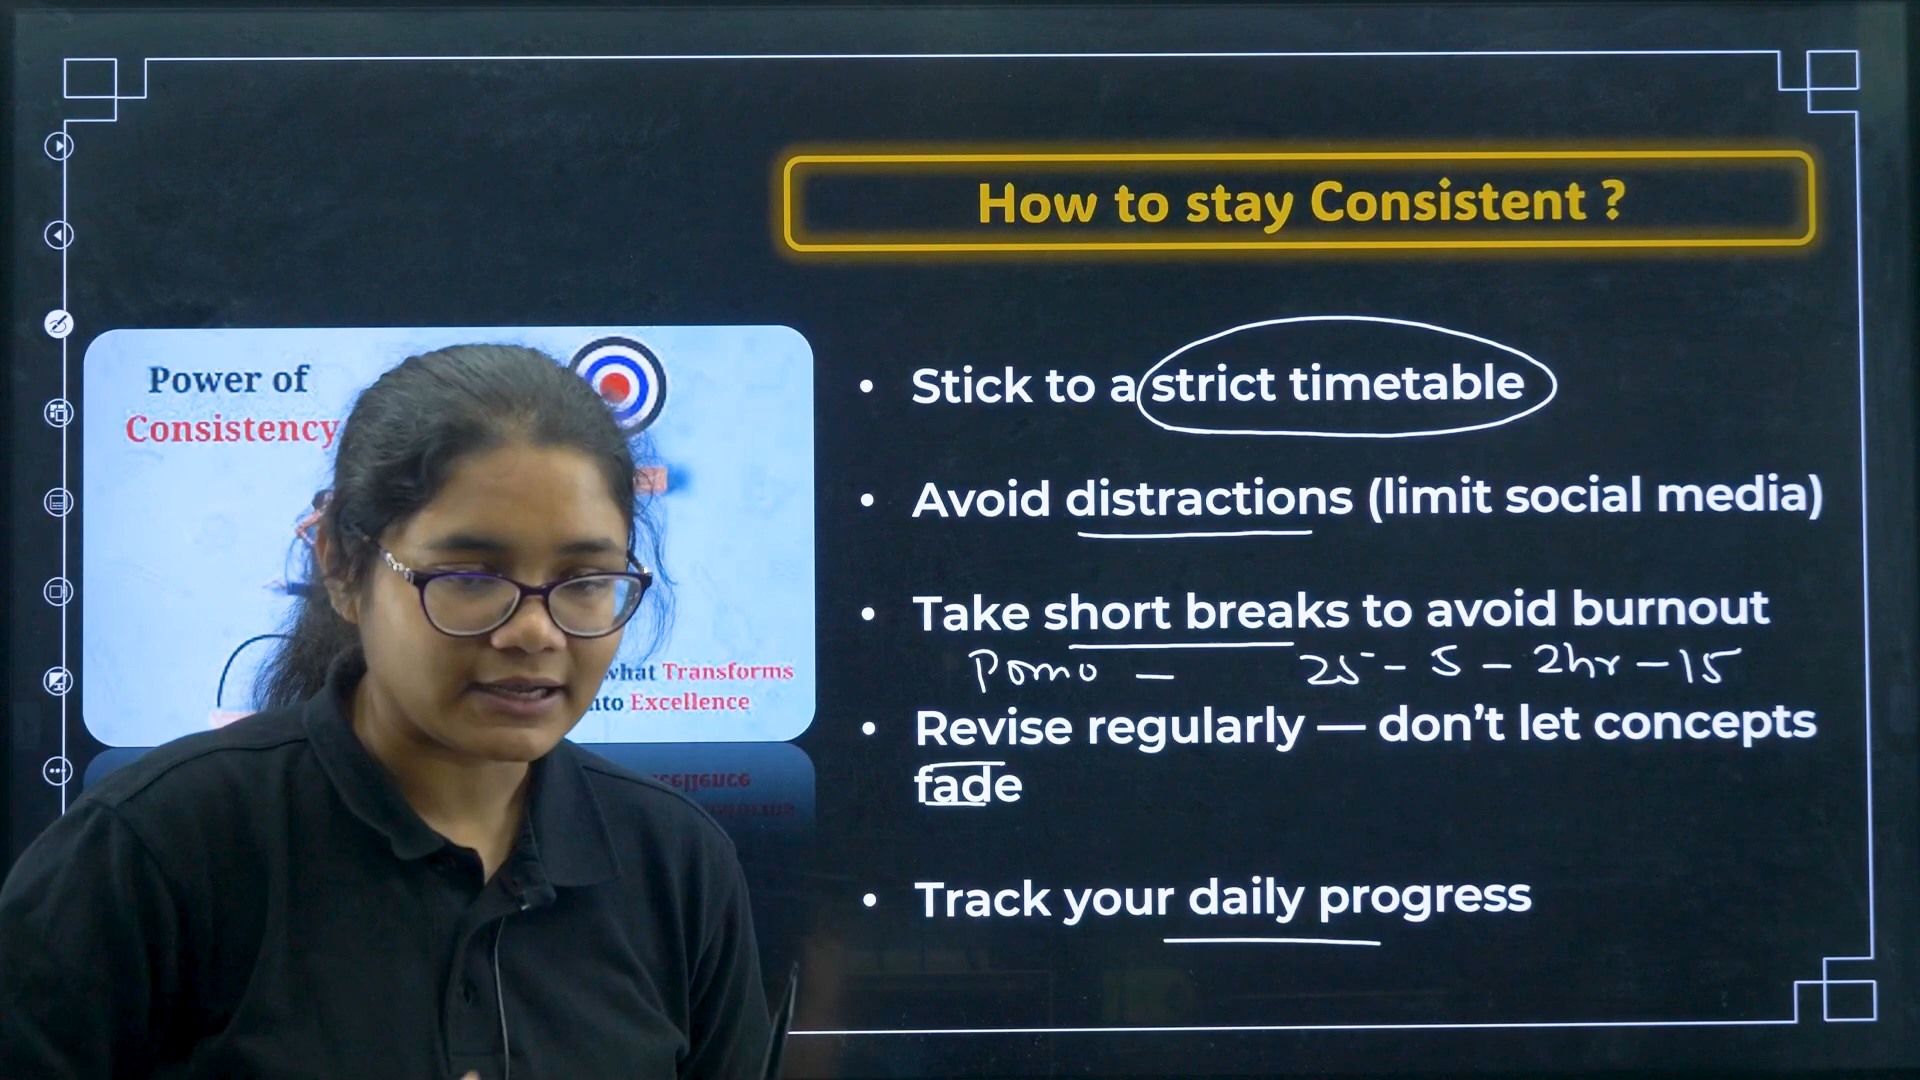 How to stay Consistent ?
Power of
Consistency
what Transforms
into Excellence
• Stick to a strict timetable
• Avoid distractions (limit social media)
• Take short breaks to avoid burnout
Pomo — 25 - 5 - 2hr - 15
• Revise regularly — don't let concepts
fade
• Track your daily progress